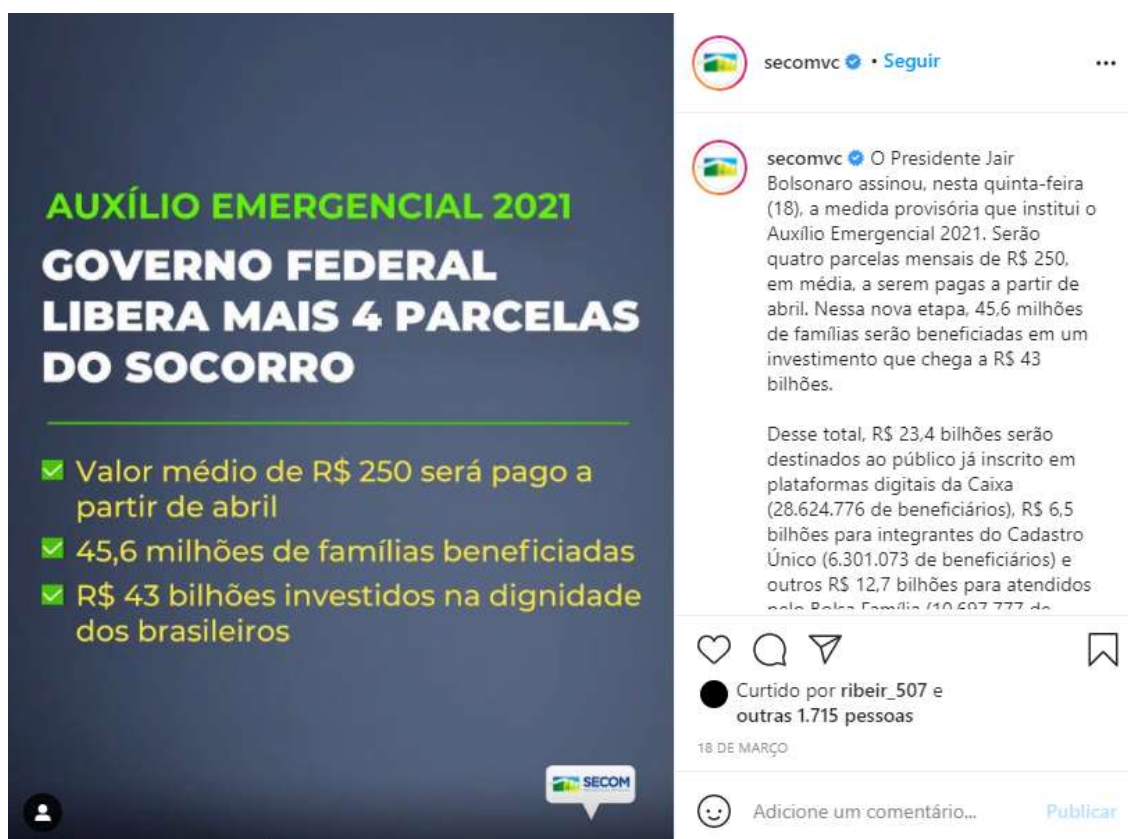 AUXÍLIO EMERGENCIAL 2021
GOVERNO FEDERAL
LIBERA MAIS 4 PARCELAS
DO SOCORRO
Valor médio de R$ 250 será pago a
partir de abril
45,6 milhões de famílias beneficiadas
R$ 43 bilhões investidos na dignidade
dos brasileiros
SECOM
secomvc • Seguir
secomvc O Presidente Jair
Bolsonaro assinou, nesta quinta-feira
(18), a medida provisória que institui o
Auxílio Emergencial 2021. Serão
quatro parcelas mensais de R$ 250,
em média, a serem pagas a partir de
abril. Nessa nova etapa, 45,6 milhões
de famílias serão beneficiadas em um
investimento que chega a R$ 43
bilhões.
Desse total, R$ 23,4 bilhões serão
destinados ao público já inscrito em
plataformas digitais da Caixa
(28.624.776 de beneficiários), R$ 6,5
bilhões para integrantes do Cadastro
Único (6.301.073 de beneficiários) e
outros R$ 12,7 bilhões para atendidos
pelo Bolsa Família (10.697.777 de
Curtido por ribeir_507 e
outras 1.715 pessoas
18 DE MARÇO
Adicione um comentário... Publicar